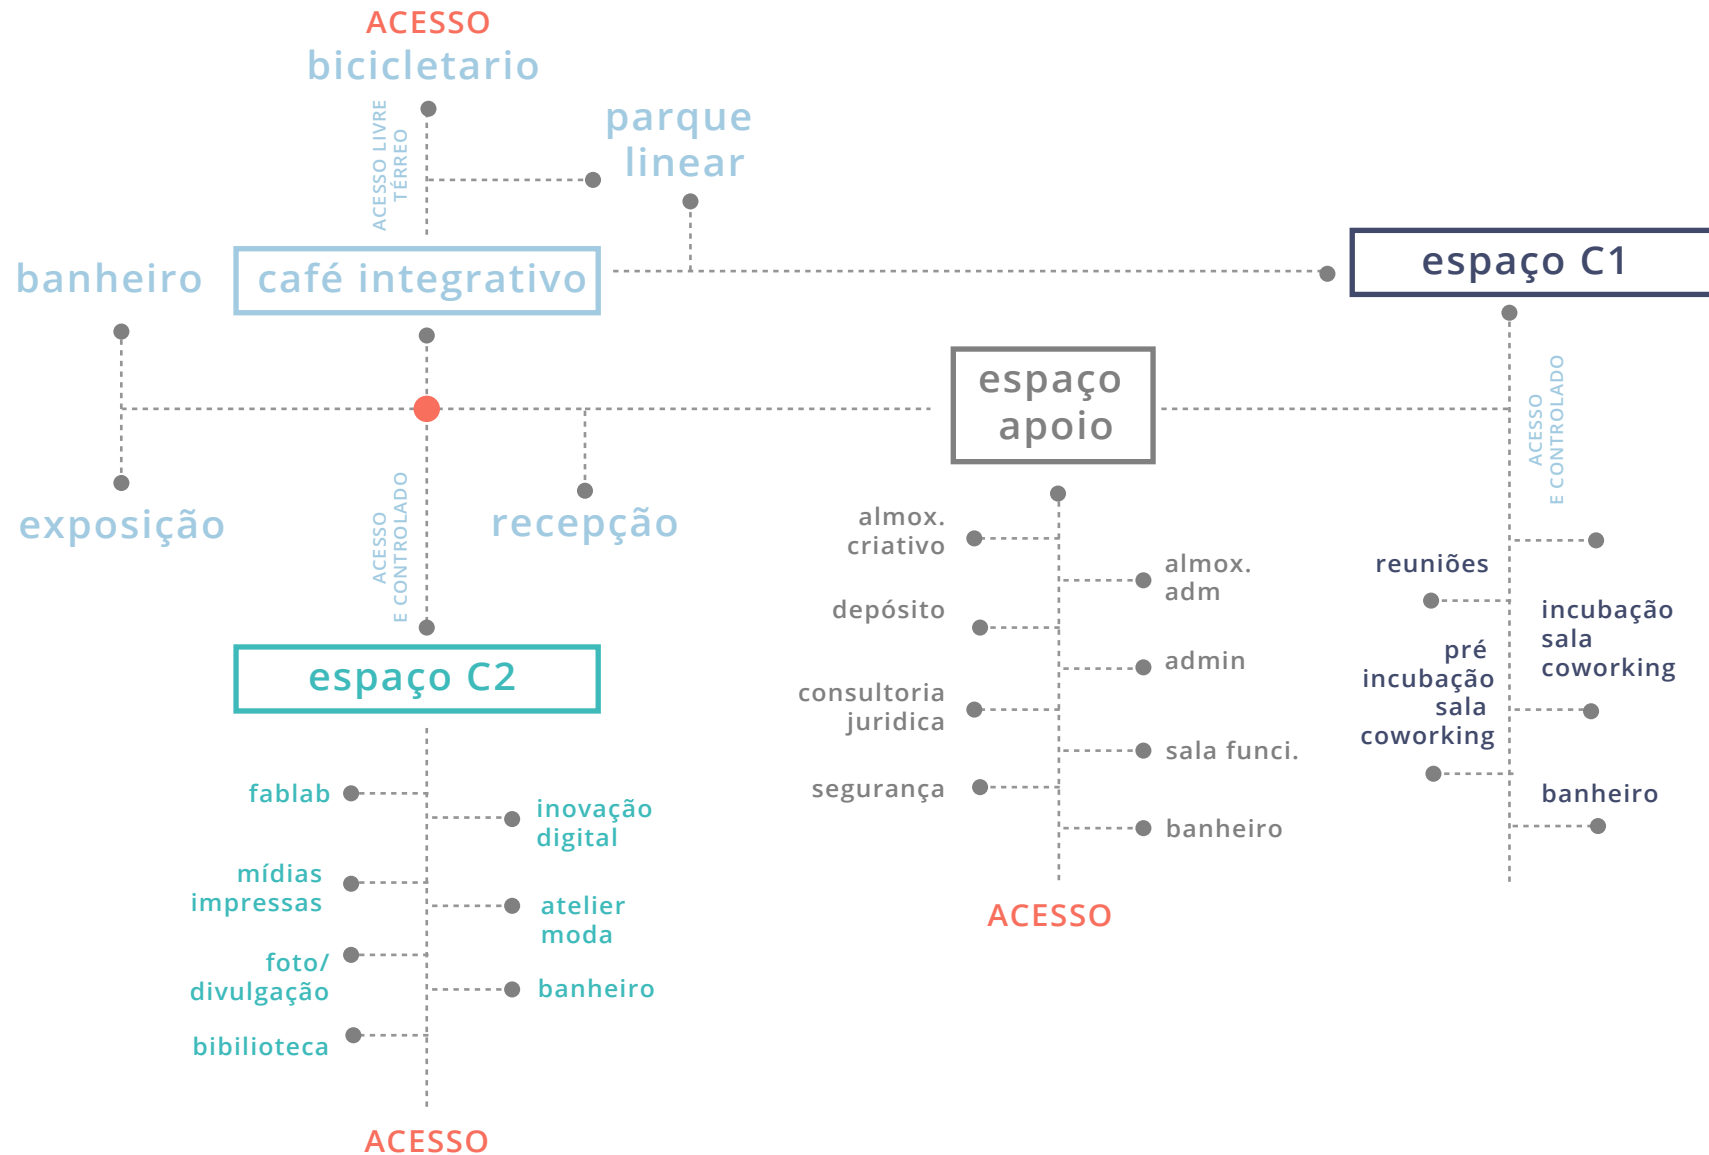 ACESSO
bicicletario
ACESSO LIVRE
TÉRREO
parque
linear
banheiro
café integrativo
espaço C1
espaço
apoio
ACESSO
E CONTROLADO
exposição
recepção
ACESSO
E CONTROLADO
espaço C2
fablab
inovação
digital
mídias
impressas
atelier
moda
foto/
divulgação
banheiro
bibilioteca
ACESSO
almox.
criativo
almox.
adm
depósito
admin
consultoria
juridica
sala funci.
segurança
banheiro
ACESSO
reuniões
incubação
sala
coworking
pré
incubação
sala
coworking
banheiro